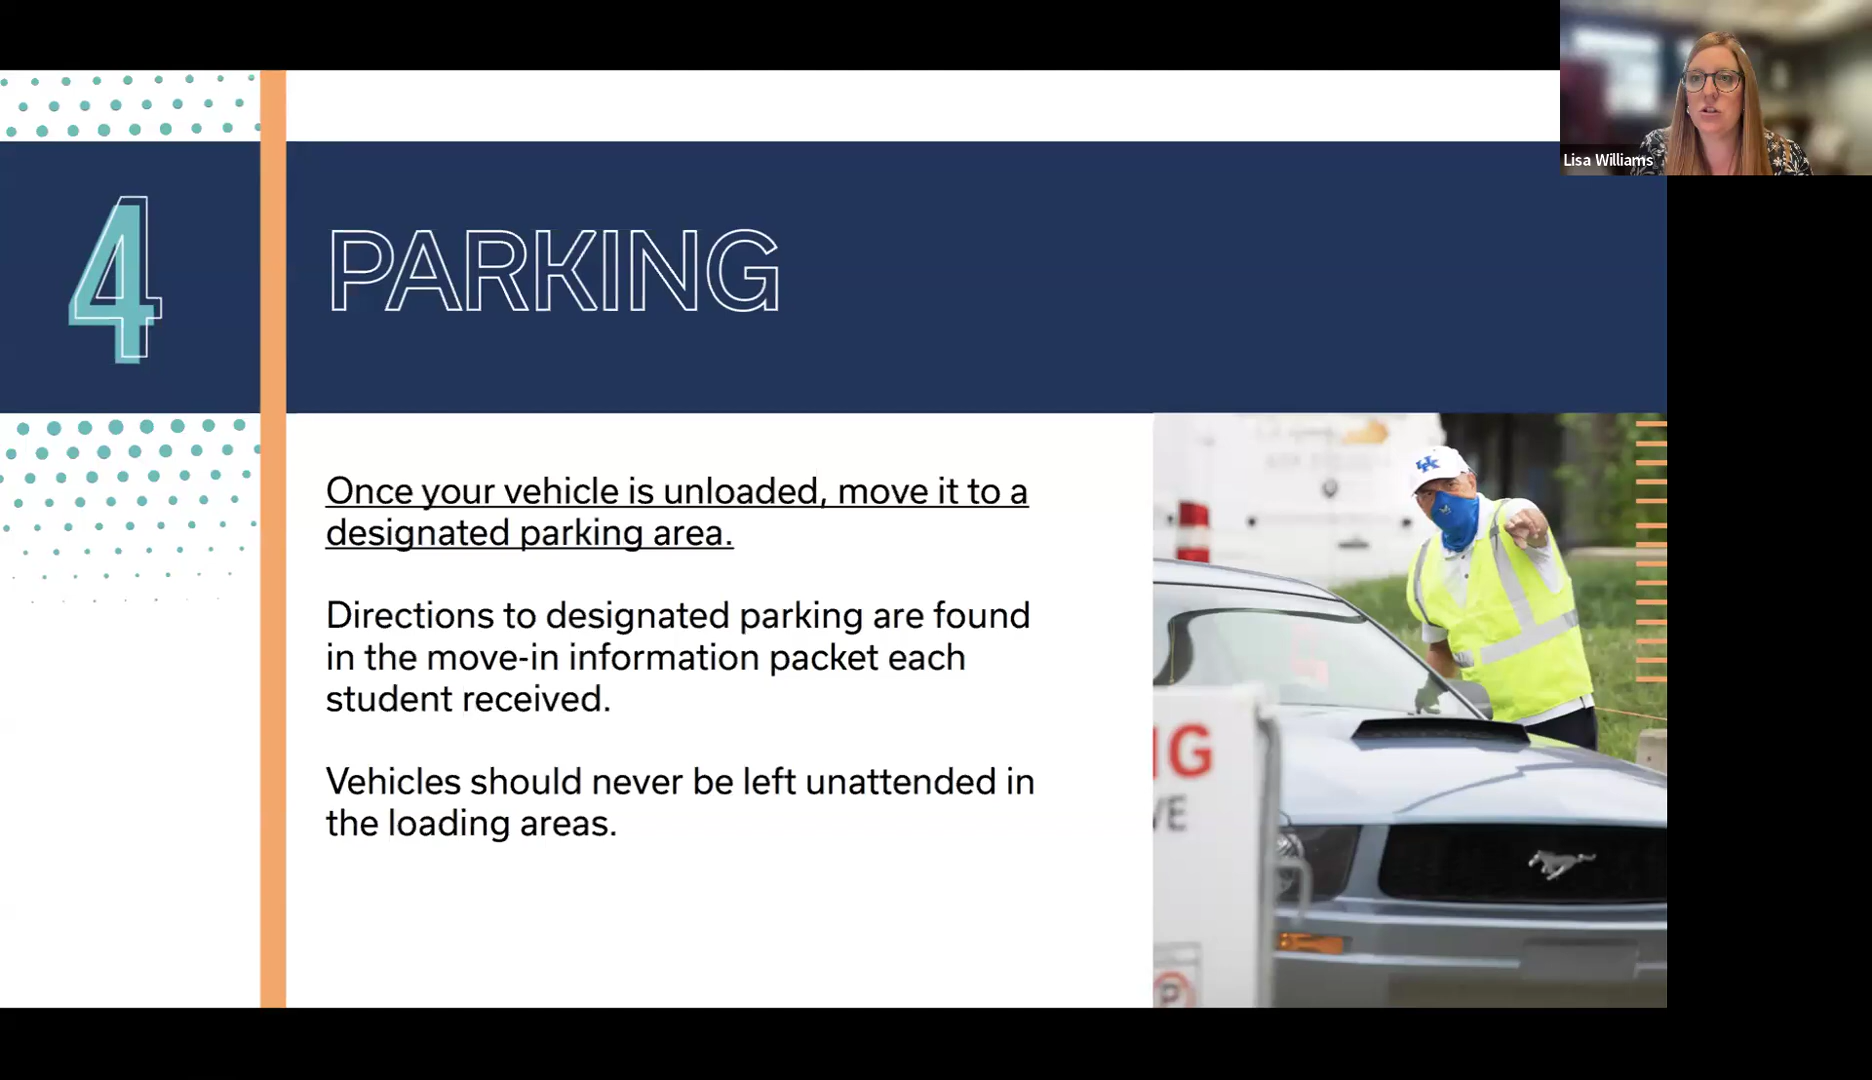 Lisa Williams
4
PARKING
Once your vehicle is unloaded, move it to a
designated parking area.
Directions to designated parking are found
in the move-in information packet each
student received.
Vehicles should never be left unattended in
the loading areas.
UK
NG
VE
P